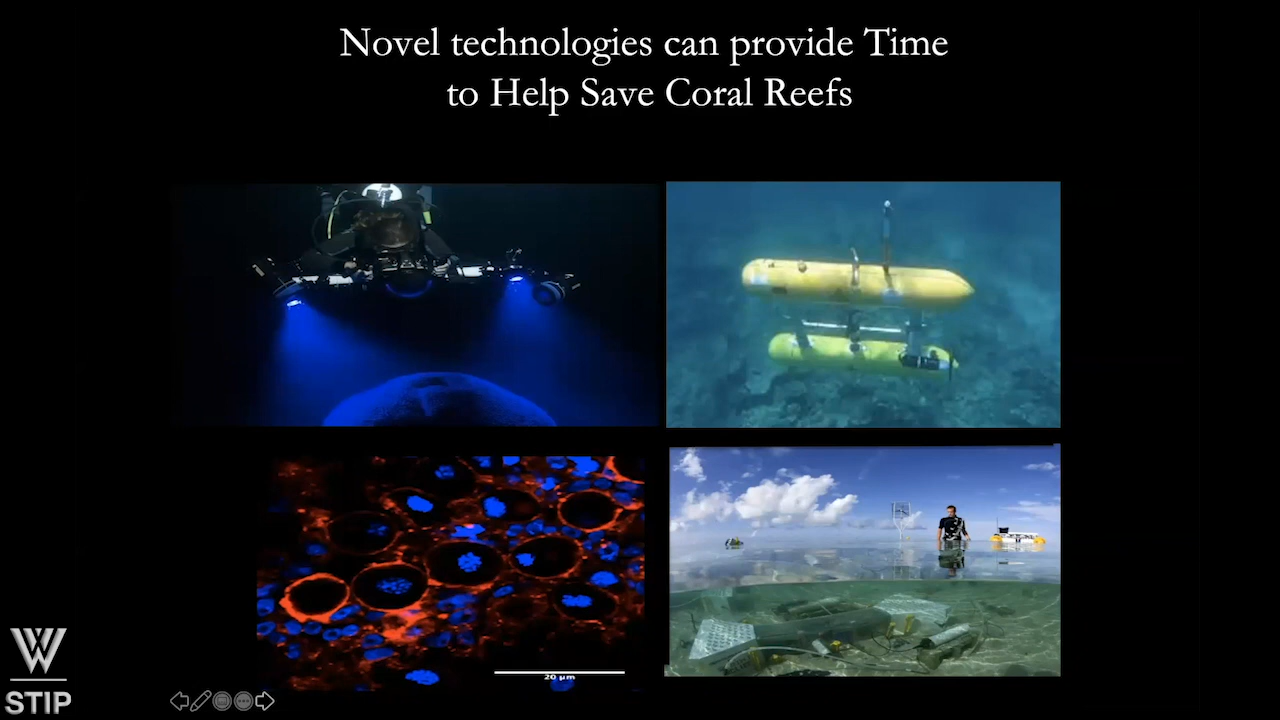 Novel technologies can provide Time
to Help Save Coral Reefs
20 µm
W
STIP